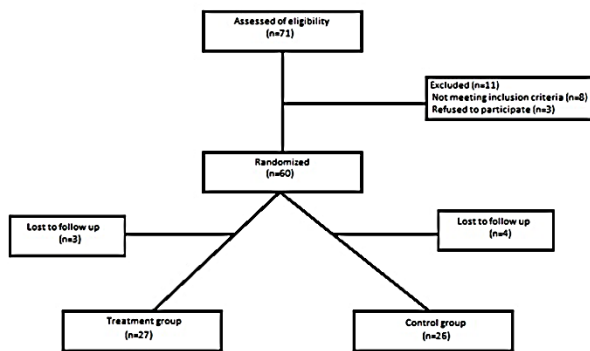 Assessed of eligibility
(n=71)
Excluded (n=11)
Not meeting inclusion criteria (n=8)
Refused to participate (n=3)
Randomized
(n=60)
Lost to follow up
(n=3)
Lost to follow up
(n=4)
Treatment group
(n=27)
Control group
(n=26)